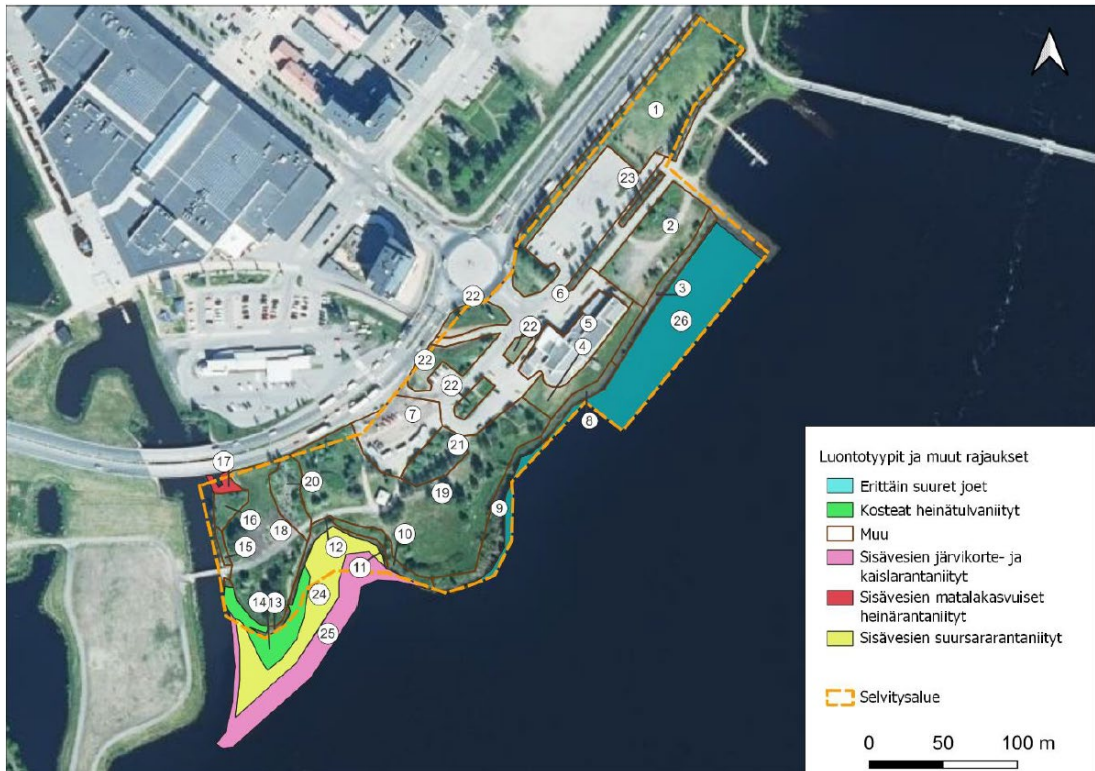 1
23
2
3
6
26
5
22
22
4
22
22
7
8
21
17
20
19
16
9
18
10
15
12
11
14
13
24
25
Luontotyypit ja muut rajaukset
Erittäin suuret joet
Kosteat heinätulvaniityt
Muu
Sisävesien järvikorte- ja
kaislarantaniityt
Sisävesien matalakasvuiset
heinärantaniityt
Sisävesien suursararantaniityt
Selvitysalue
0 50 100 m